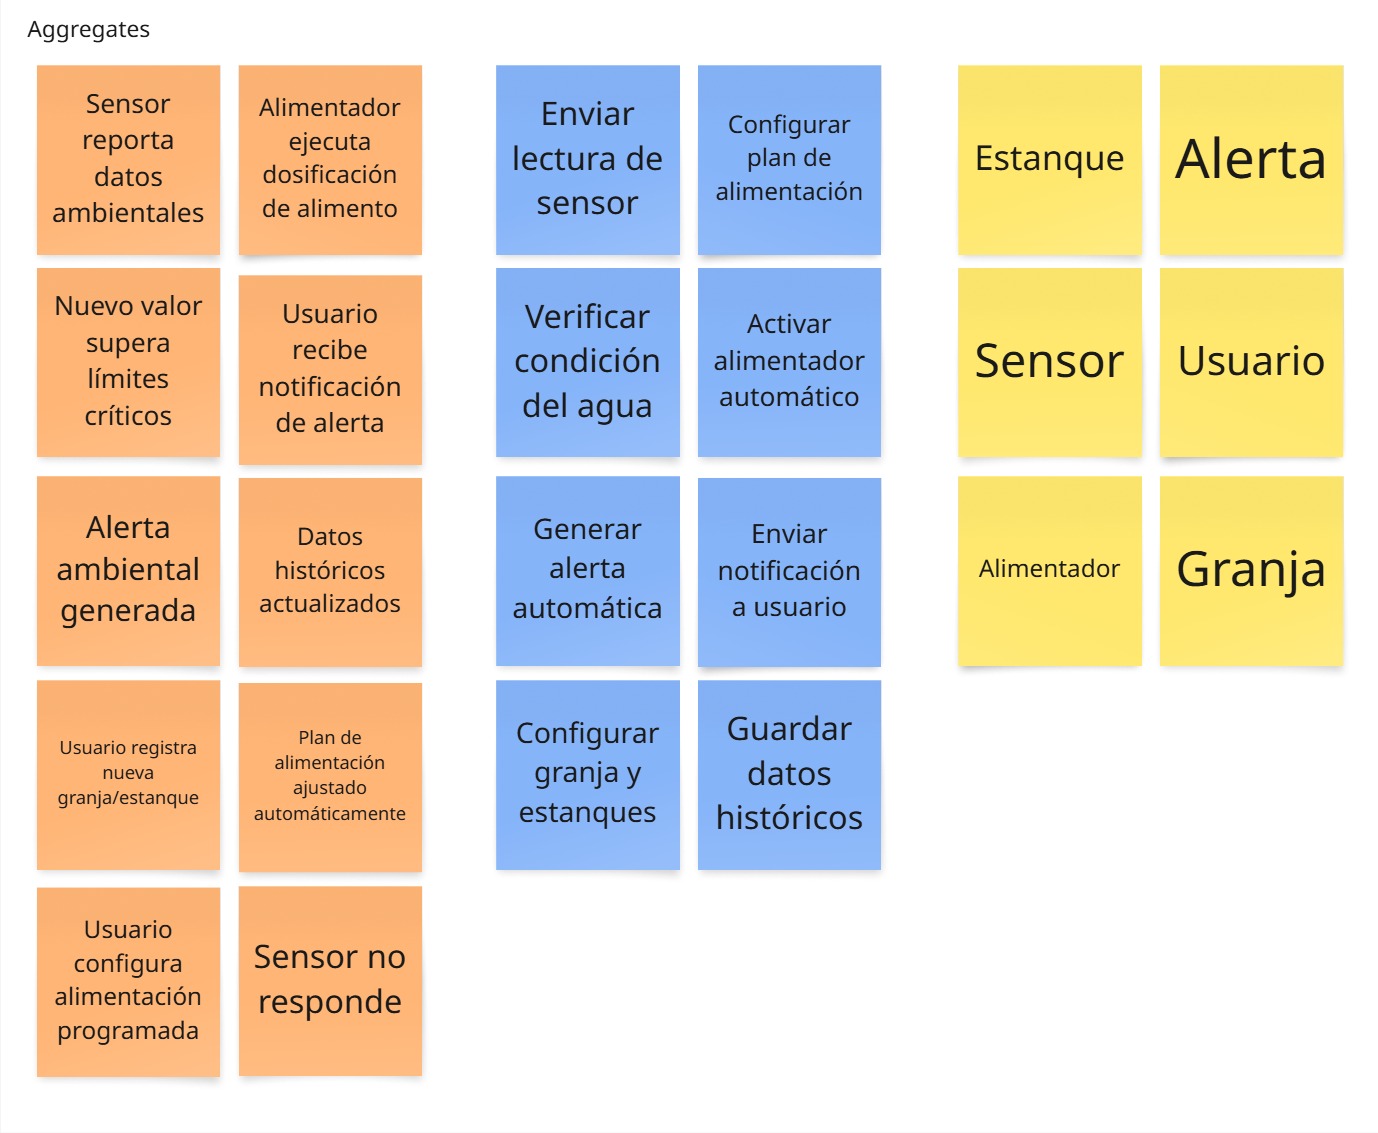 Aggregates
Sensor
reporta
datos
ambientales
Alimentador
ejecuta
dosificación
de alimento
Nuevo valor
supera
límites
críticos
Usuario
recibe
notificación
de alerta
Alerta
ambiental
generada
Datos
históricos
actualizados
Usuario registra
nueva
granja/estanque
Plan de
alimentación
ajustado
automáticamente
Usuario
configura
alimentación
programada
Sensor no
responde
Enviar
lectura de
sensor
Configurar
plan de
alimentación
Verificar
condición
del agua
Activar
alimentador
automático
Generar
alerta
automática
Enviar
notificación
a usuario
Configurar
granja y
estanques
Guardar
datos
históricos
Estanque
Alerta
Sensor
Usuario
Alimentador
Granja